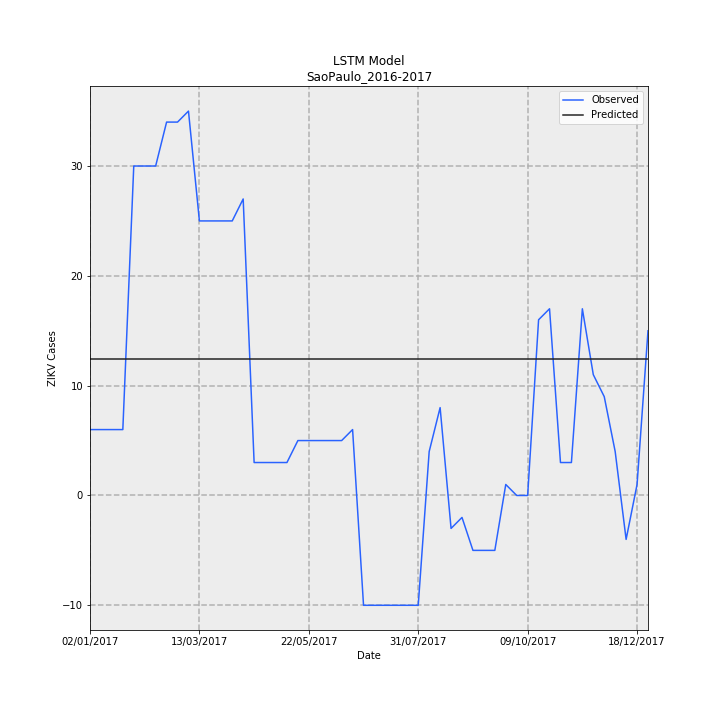 LSTM Model
SaoPaulo_2016-2017
Observed
Predicted
ZIKV Cases
30
20
10
0
−10
02/01/2017
13/03/2017
22/05/2017
31/07/2017
09/10/2017
18/12/2017
Date